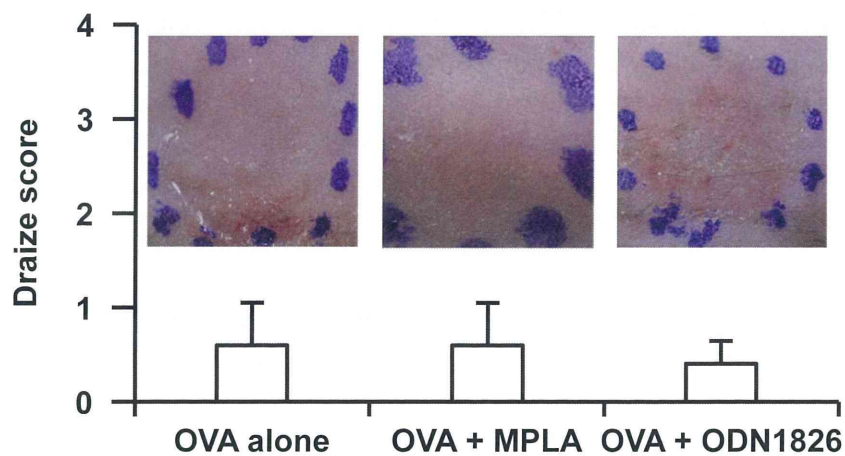 Draize score
4
3
2
1
0
OVA alone
OVA + MPLA
OVA + ODN1826